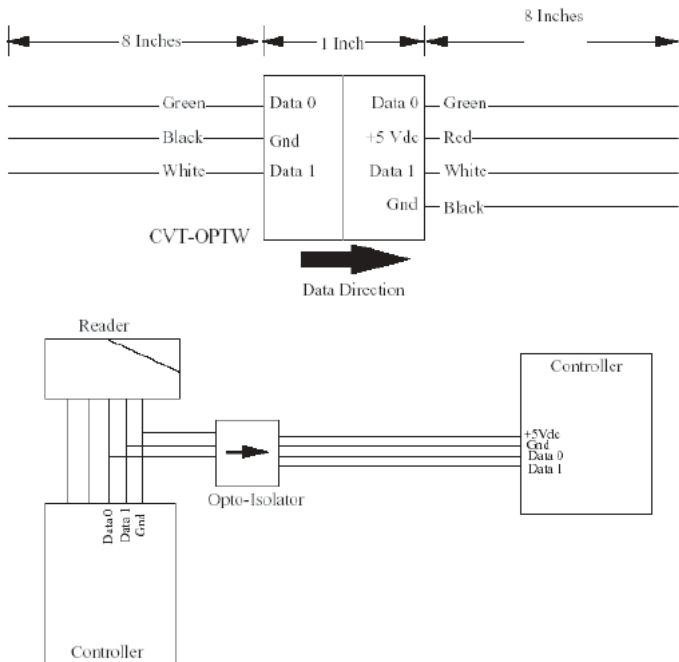 8 Inches 1 Inch 8 Inches
Green Data 0 Data 0 Green
Black Gnd +5 Vdc Red
White Data 1 Data 1 White
Gnd Black
CVT-OPTW
Data Direction
Reader
Controller
+5Vdc
Gnd
Data 0
Data 1
Opto-Isolator
Data 0
Data 1
Gnd
Controller